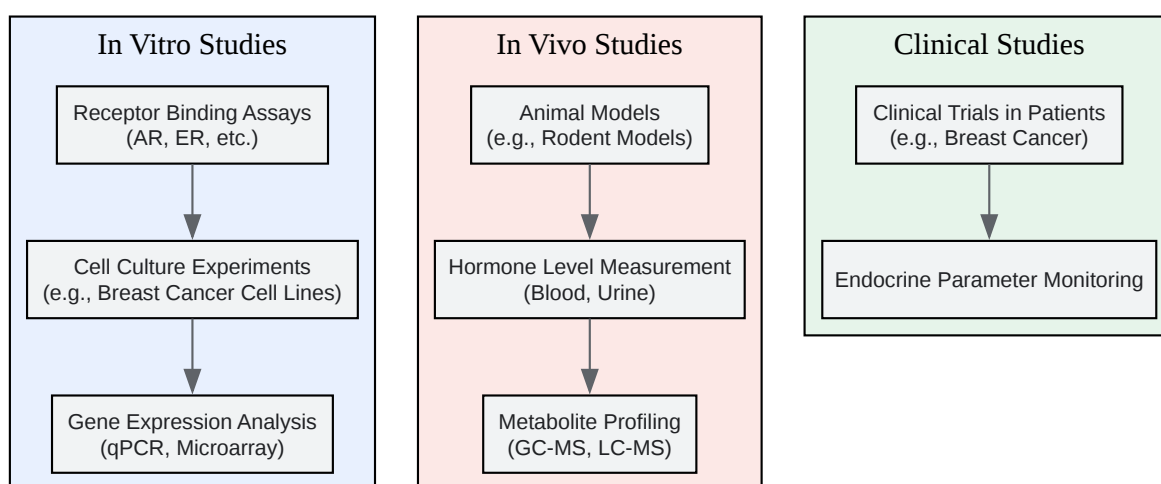 In Vitro Studies
Receptor Binding Assays
(AR, ER, etc.)
Cell Culture Experiments
(e.g., Breast Cancer Cell Lines)
Gene Expression Analysis
(qPCR, Microarray)
In Vivo Studies
Animal Models
(e.g., Rodent Models)
Hormone Level Measurement
(Blood, Urine)
Metabolite Profiling
(GC-MS, LC-MS)
Clinical Studies
Clinical Trials in Patients
(e.g., Breast Cancer)
Endocrine Parameter Monitoring